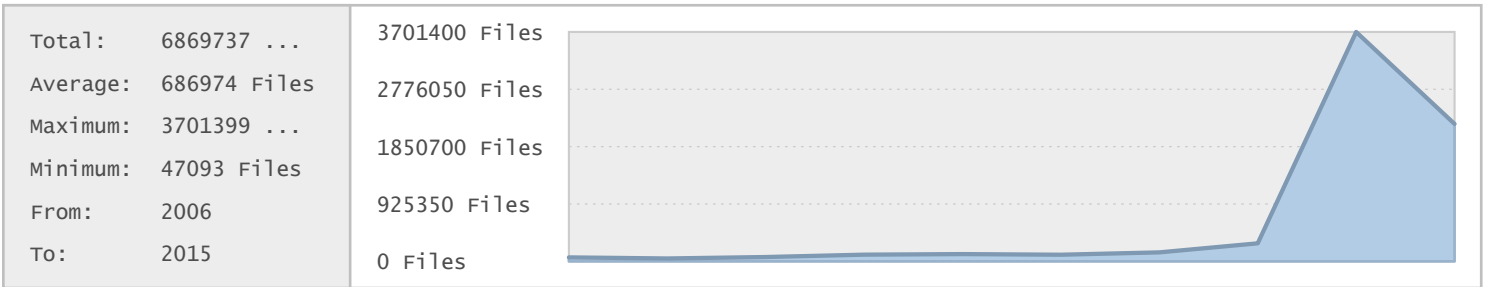 Total: 6869737 ...
Average: 686974 Files
Maximum: 3701399 ...
Minimum: 47093 Files
From: 2006
To: 2015
3701400 Files
2776050 Files
1850700 Files
925350 Files
0 Files